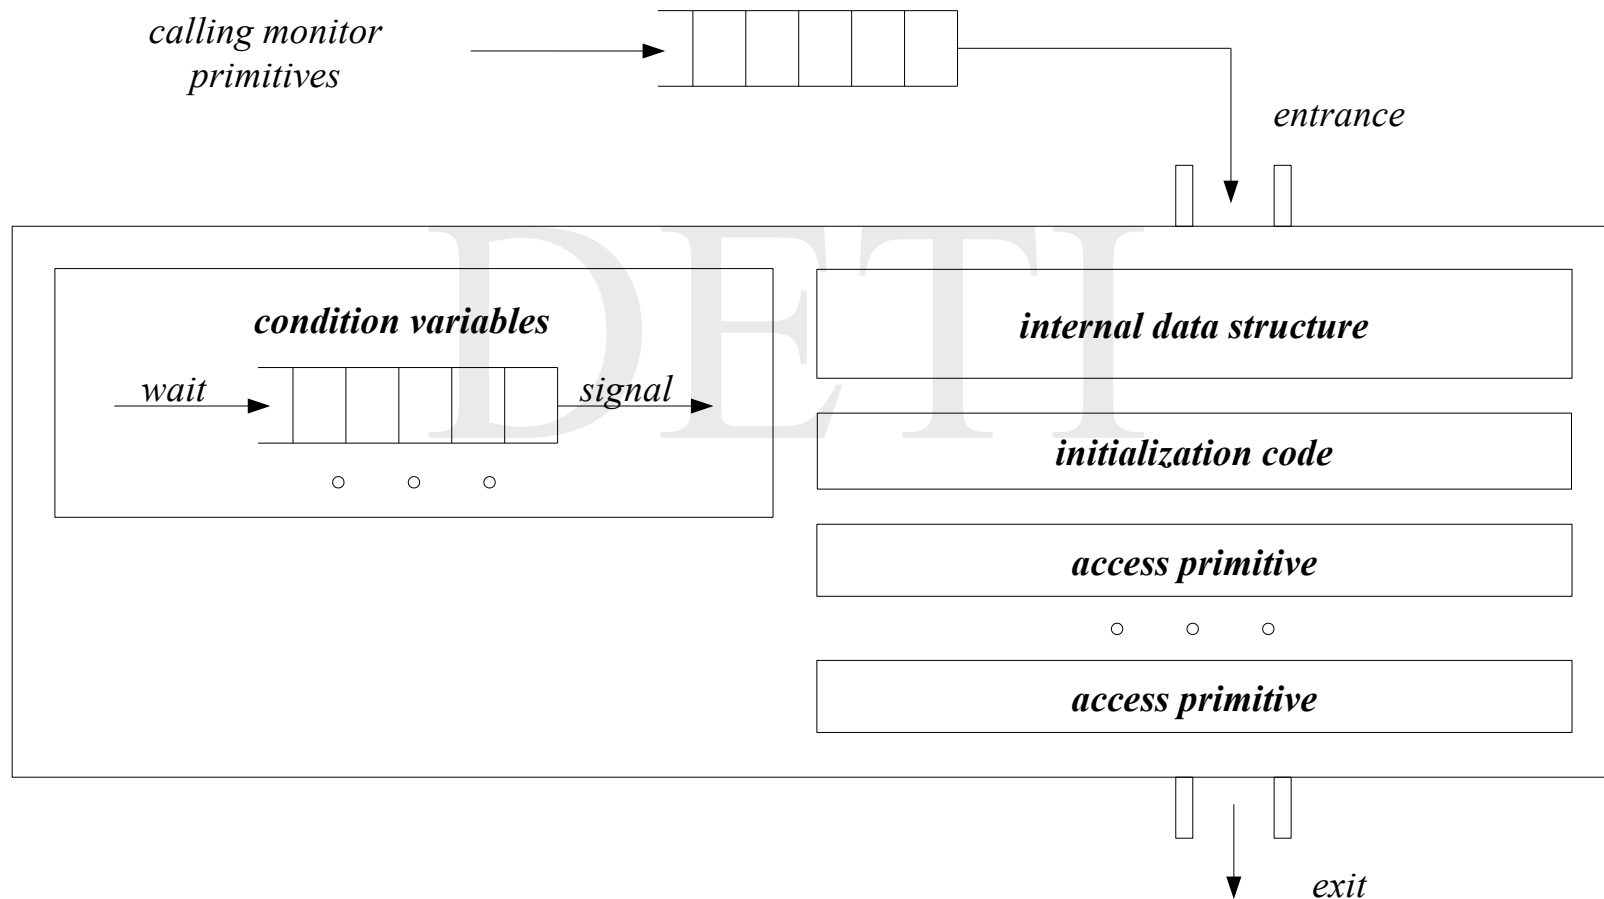 calling monitor
primitives
entrance
DETI
condition variables
wait
signal
internal data structure
initialization code
access primitive
access primitive
exit